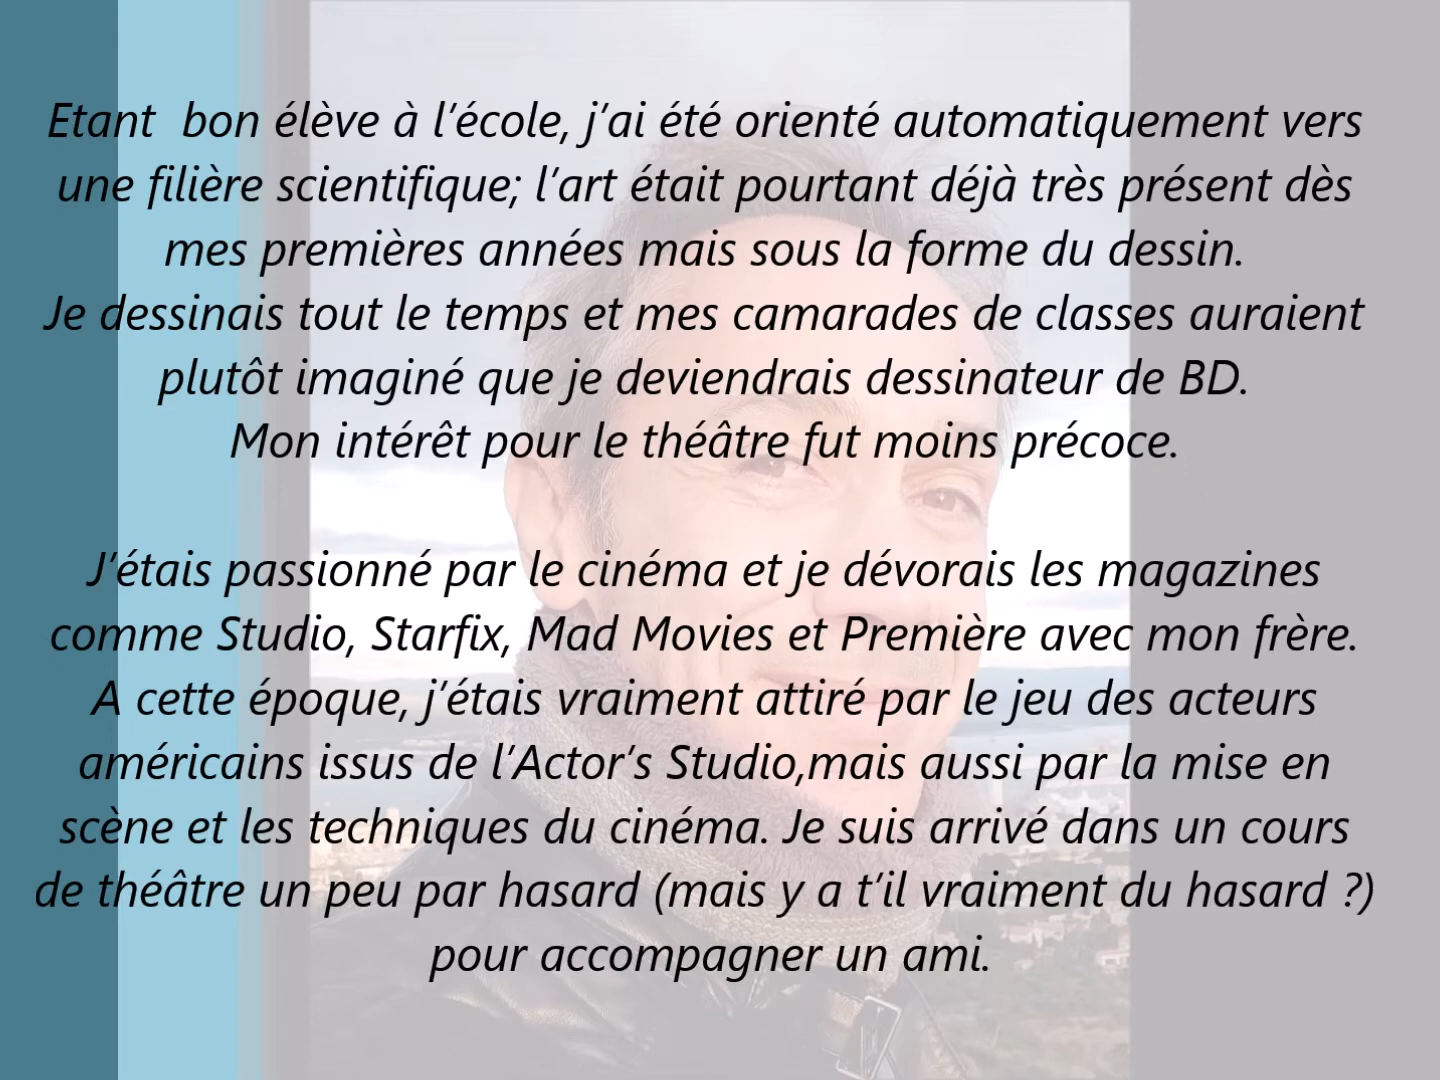 Etant  bon élève à l’école, j’ai été orienté automatiquement vers
une filière scientifique; l’art était pourtant déjà très présent dès
mes premières années mais sous la forme du dessin.
Je dessinais tout le temps et mes camarades de classes auraient
plutôt imaginé que je deviendrais dessinateur de BD.
Mon intérêt pour le théâtre fut moins précoce.
J’étais passionné par le cinéma et je dévorais les magazines
comme Studio, Starfix, Mad Movies et Première avec mon frère.
A cette époque, j’étais vraiment attiré par le jeu des acteurs
américains issus de l’Actor’s Studio,mais aussi par la mise en
scène et les techniques du cinéma. Je suis arrivé dans un cours
de théâtre un peu par hasard (mais y a t’il vraiment du hasard ?)
pour accompagner un ami.